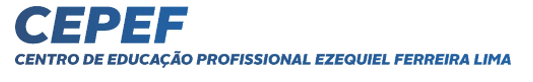 CEPEF
CENTRO DE EDUCAÇÃO PROFISSIONAL EZEQUIEL FERREIRA LIMA